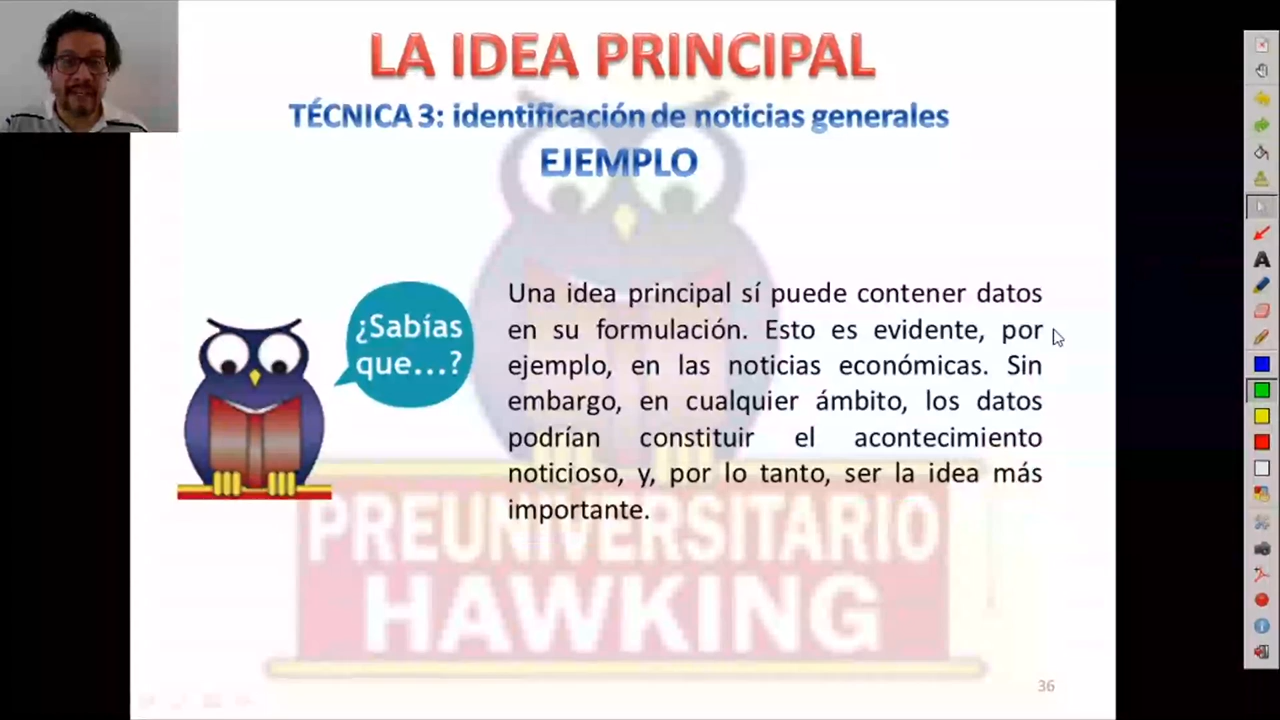 LA IDEA PRINCIPAL
TÉCNICA 3: identificación de noticias generales
EJEMPLO
¿Sabías
que...?
Una idea principal sí puede contener datos
en su formulación. Esto es evidente, por
ejemplo, en las noticias económicas. Sin
embargo, en cualquier ámbito, los datos
podrían constituir el acontecimiento
noticioso, y, por lo tanto, ser la idea más
importante.
PREUNIVERSITARIO
HAWKING
36